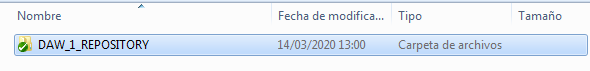 Nombre Fecha de modifica... Tipo Tamaño
DAW_1_REPOSITORY 14/03/2020 13:00 Carpeta de archivos